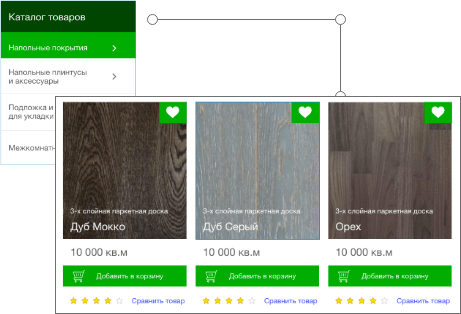 Каталог товаров
Напольные покрытия
Напольные плинтусы
и аксессуары
Подложка и
для укладки
3-х слойная паркетная доска
Дуб Мокко
10 000 кв.м
Добавить в корзину
Сравнить товар
3-х слойная паркетная доска
Дуб Серый
10 000 кв.м
Добавить в корзину
Сравнить товар
3-х слойная паркетная доска
Орех
10 000 кв.м
Добавить в корзину
Сравнить товар